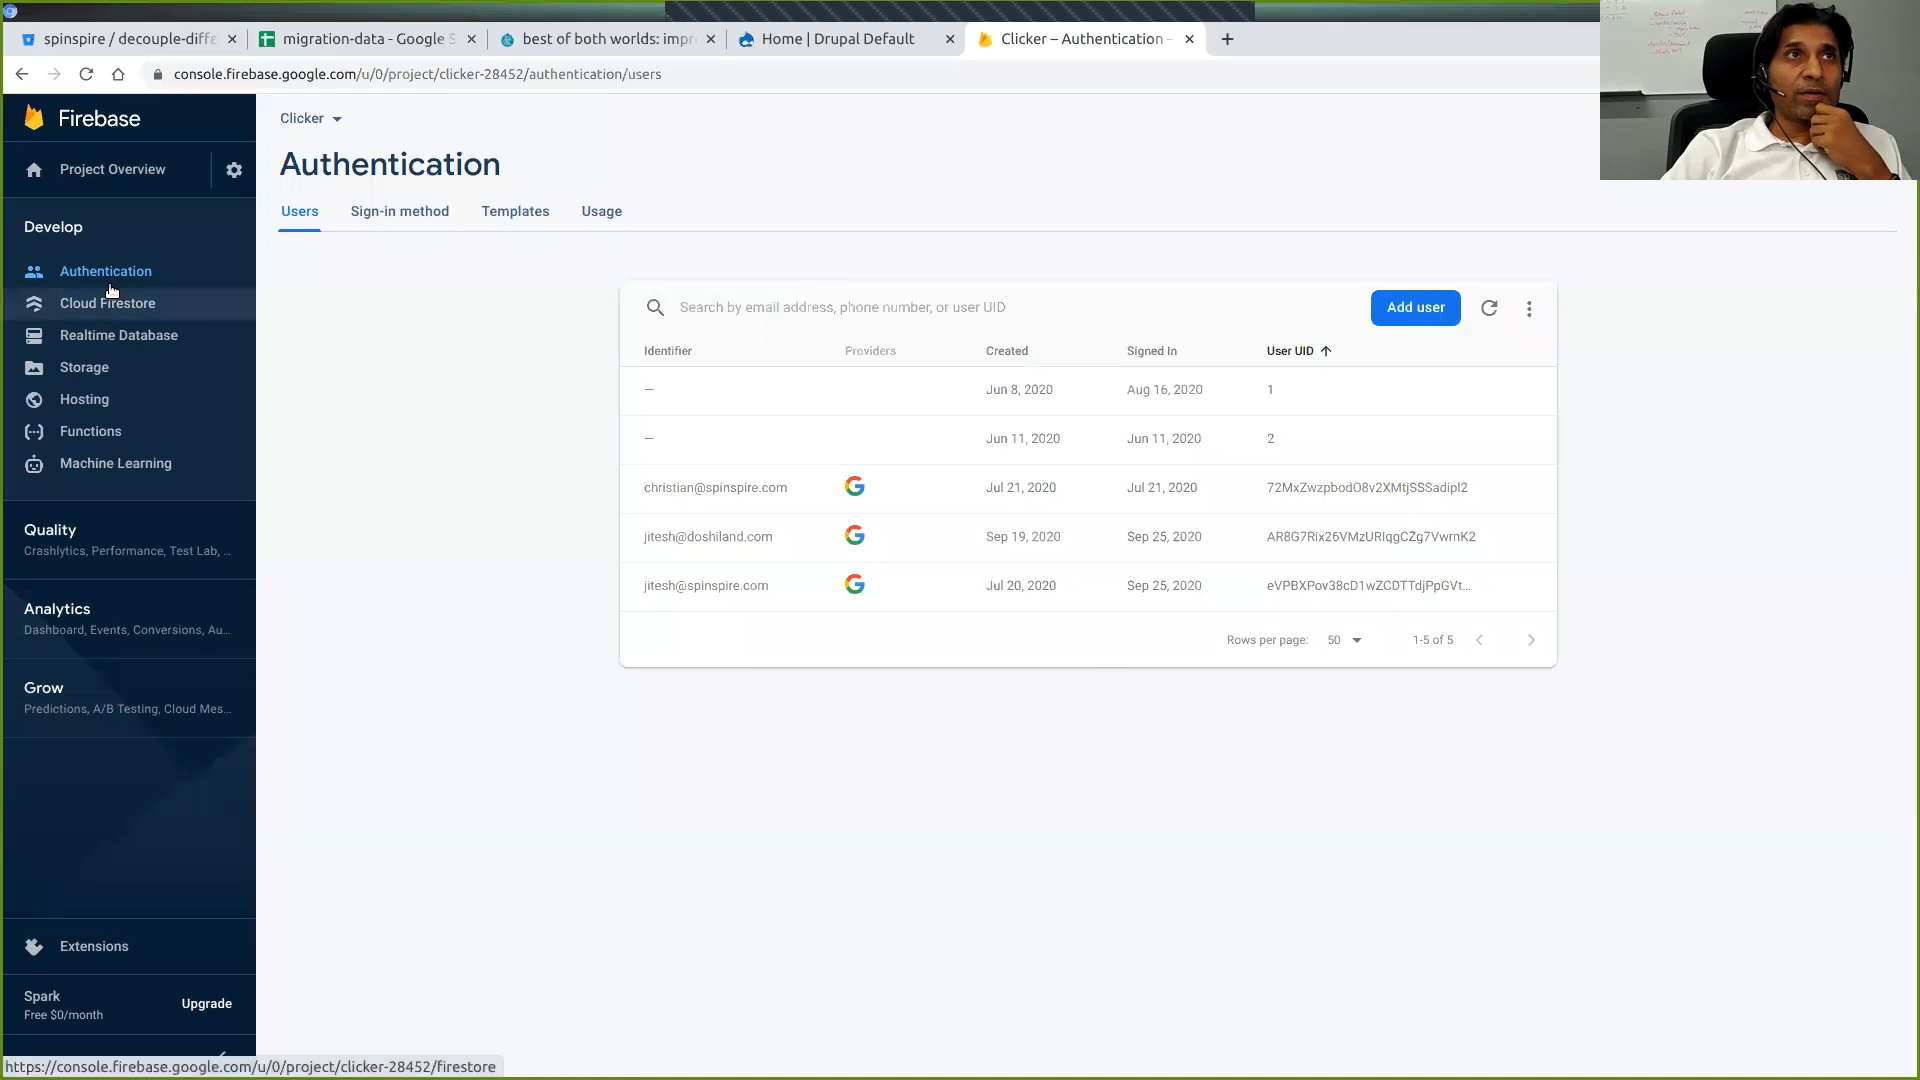 spinspire / decouple-diffe
migration-data - Google S
best of both worlds: impr
Home | Drupal Default
Clicker – Authentication -
console.firebase.google.com/u/0/project/clicker-28452/authentication/users
Firebase
Project Overview
Develop
Authentication
Cloud Firestore
Realtime Database
Storage
Hosting
Functions
Machine Learning
Quality
Crashlytics, Performance, Test Lab, ...
Analytics
Dashboard, Events, Conversions, Au...
Grow
Predictions, A/B Testing, Cloud Mes...
Extensions
Spark
Free $0/month
Upgrade
Clicker
Authentication
Users Sign-in method Templates Usage
Search by email address, phone number, or user UID
Add user
Identifier Providers Created Signed In User UID
— Jun 8, 2020 Aug 16, 2020 1
— Jun 11, 2020 Jun 11, 2020 2
christian@spinspire.com Jul 21, 2020 Jul 21, 2020 72MxZwzpbodO8v2XMtjSSSadipl2
jitesh@doshiland.com Sep 19, 2020 Sep 25, 2020 AR8G7Rix26VMzURIqgCZg7VwrnK2
jitesh@spinspire.com Jul 20, 2020 Sep 25, 2020 eVPBXPov38cD1wZCDTTdjPpGVt...
Rows per page: 50 1-5 of 5
https://console.firebase.google.com/u/0/project/clicker-28452/firestore